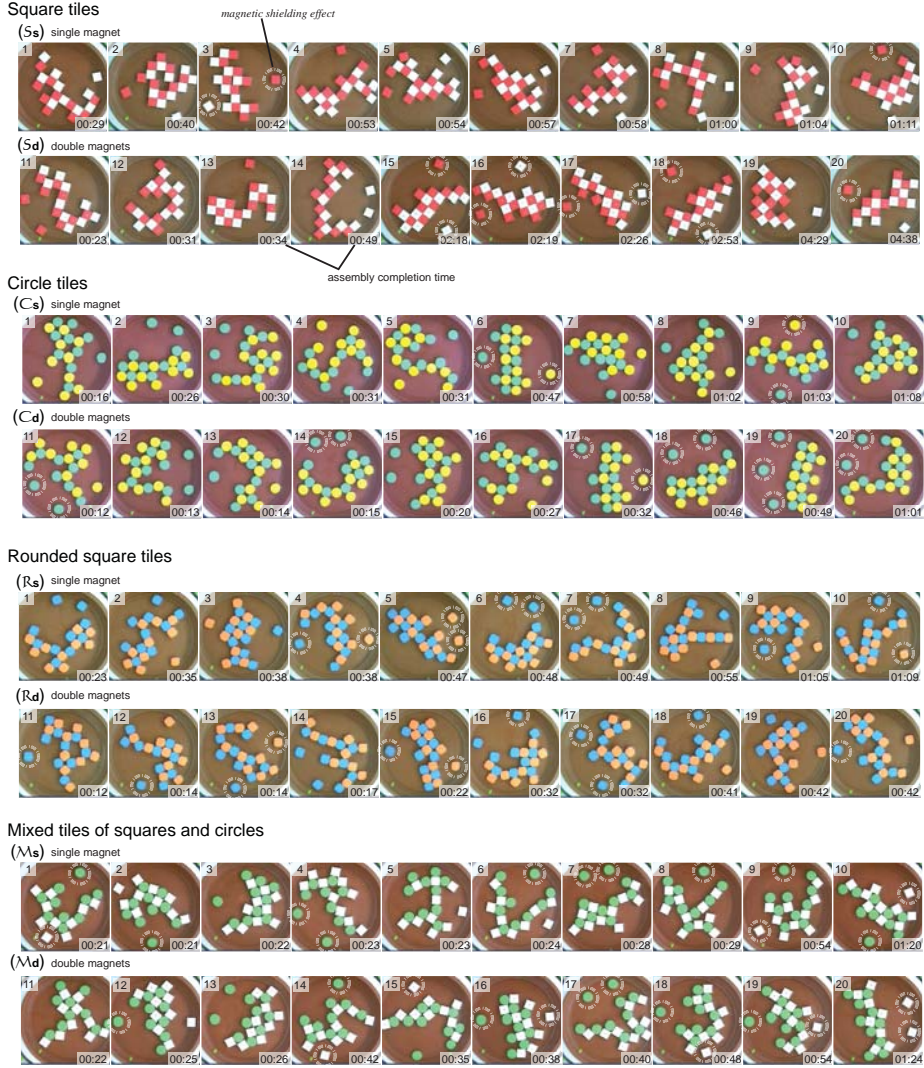 Square tiles
(Ss) single magnet
magnetic shielding effect
1 2 3 4 5 6 7 8 9 10
00:29 00:40 00:42 00:53 00:54 00:57 00:58 01:00 01:04 01:11
(Sd) double magnets
11 12 13 14 15 16 17 18 19 20
00:23 00:31 00:34 00:49 02:18 02:19 02:26 02:53 04:29 04:38
assembly completion time
Circle tiles
(Cs) single magnet
1 2 3 4 5 6 7 8 9 10
00:16 00:26 00:30 00:31 00:31 00:47 00:58 01:02 01:03 01:08
(Cd) double magnets
11 12 13 14 15 16 17 18 19 20
00:12 00:13 00:14 00:15 00:20 00:27 00:32 00:46 00:49 01:01
Rounded square tiles
(Rs) single magnet
1 2 3 4 5 6 7 8 9 10
00:23 00:35 00:38 00:38 00:47 00:48 00:49 00:55 01:05 01:09
(Rd) double magnets
11 12 13 14 15 16 17 18 19 20
00:12 00:14 00:14 00:17 00:22 00:32 00:32 00:41 00:42 00:42
Mixed tiles of squares and circles
(Ms) single magnet
1 2 3 4 5 6 7 8 9 10
00:21 00:21 00:22 00:23 00:23 00:24 00:28 00:29 00:54 01:20
(Md) double magnets
11 12 13 14 15 16 17 18 19 20
00:22 00:25 00:26 00:42 00:35 00:38 00:40 00:48 00:54 01:24